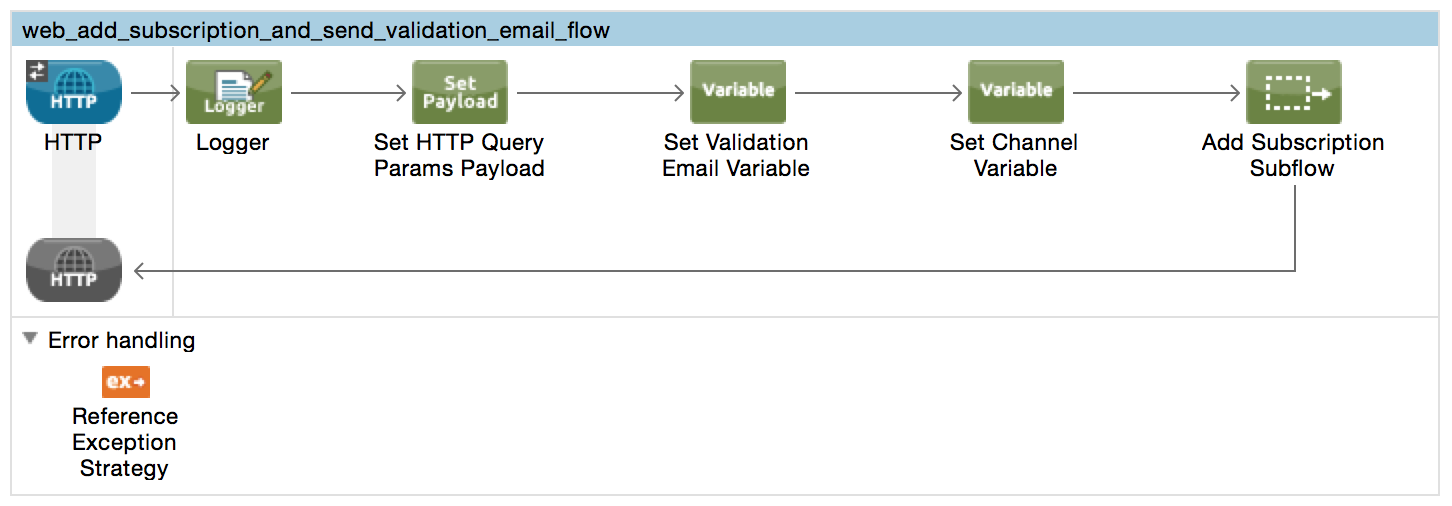 web_add_subscription_and_send_validation_email_flow
HTTP
HTTP
Logger
Logger
Set
Payload
Set HTTP Query
Params Payload
Variable
Set Validation
Email Variable
Variable
Set Channel
Variable
Add Subscription
Subflow
HTTP
Error handling
ex
Reference
Exception
Strategy